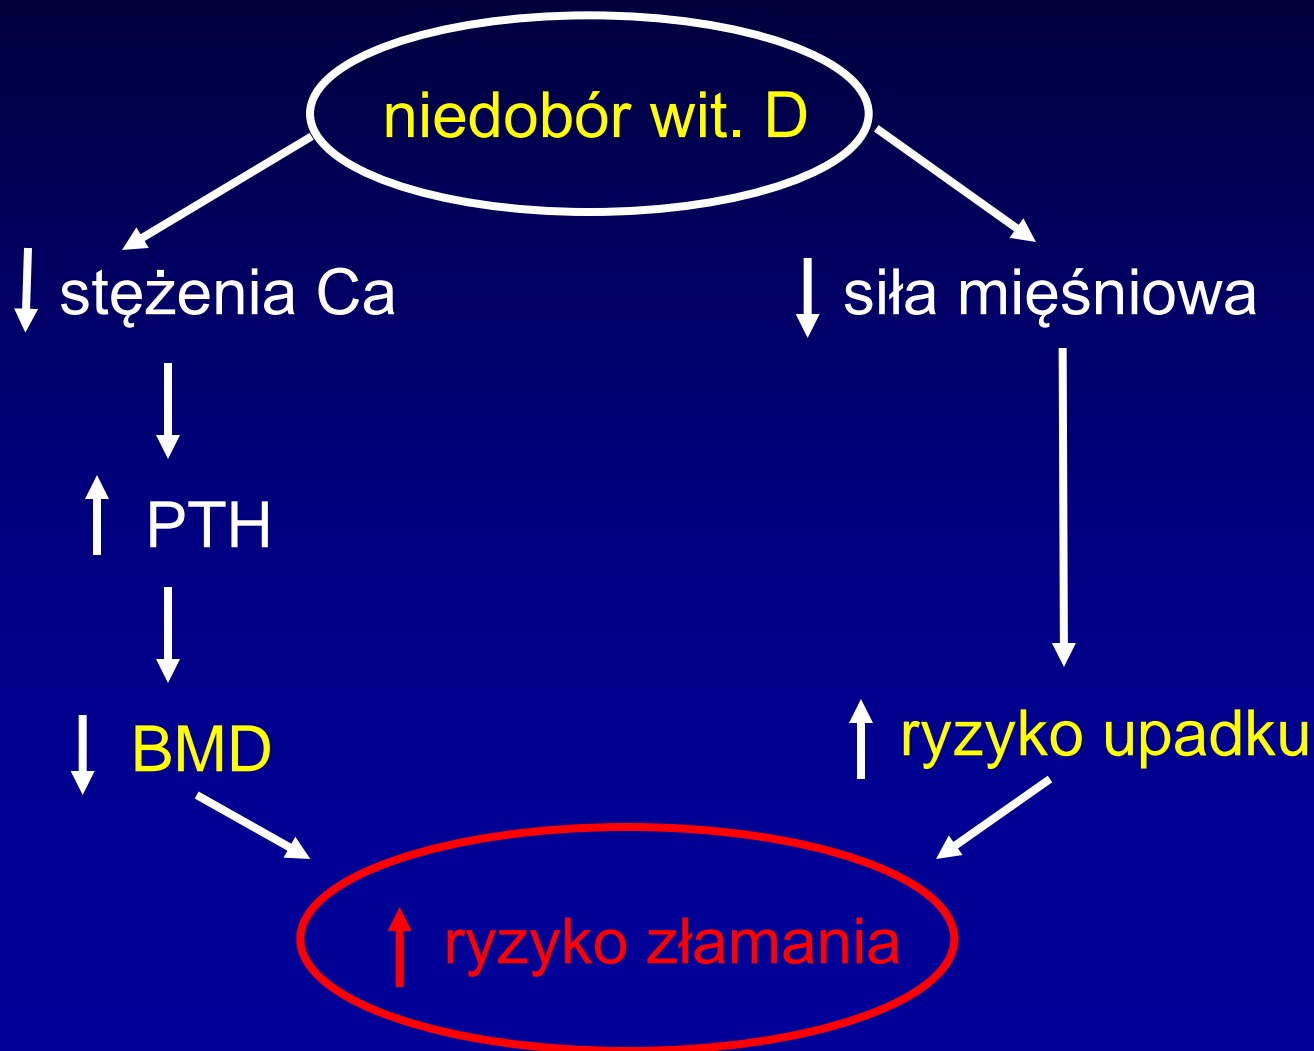 niedobór wit. D
stężenia Ca
siła mięśniowa
PTH
BMD
ryzyko upadku
ryzyko złamania